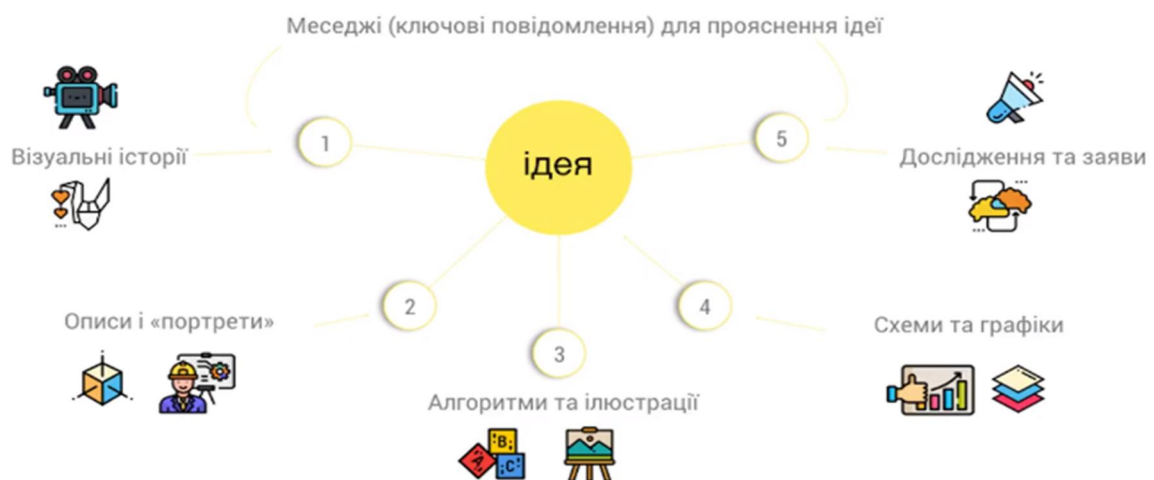 Меседжі (ключові повідомлення) для прояснення ідеї
1
5
ідея
Візуальні історії
Дослідження та заяви
2
4
Описи і «портрети»
Схеми та графіки
3
Алгоритми та ілюстрації
B
A
C